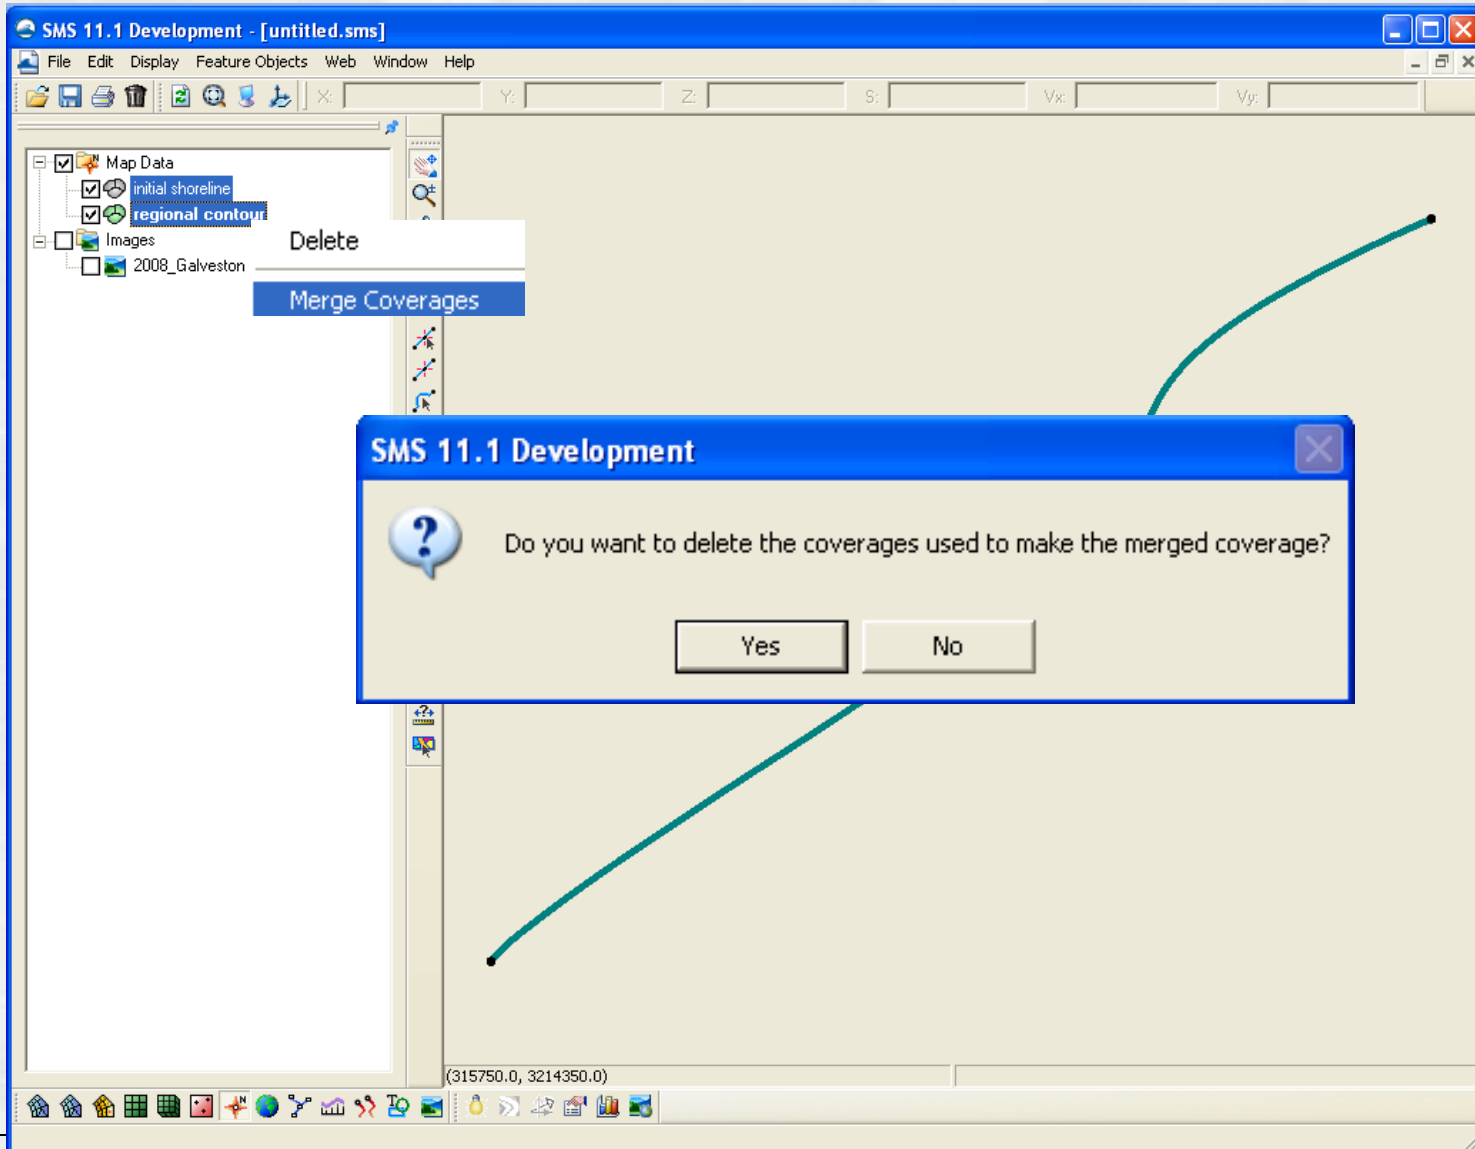 SMS 11.1 Development - [untitled.sms]
File Edit Display Feature Objects Web Window Help
X: Y: Z: S: Vx: Vy:
Map Data
initial shoreline
regional contour
Images
Delete
2008_Galveston
Merge Coverages
SMS 11.1 Development
Do you want to delete the coverages used to make the merged coverage?
Yes No
(315750.0, 3214350.0)